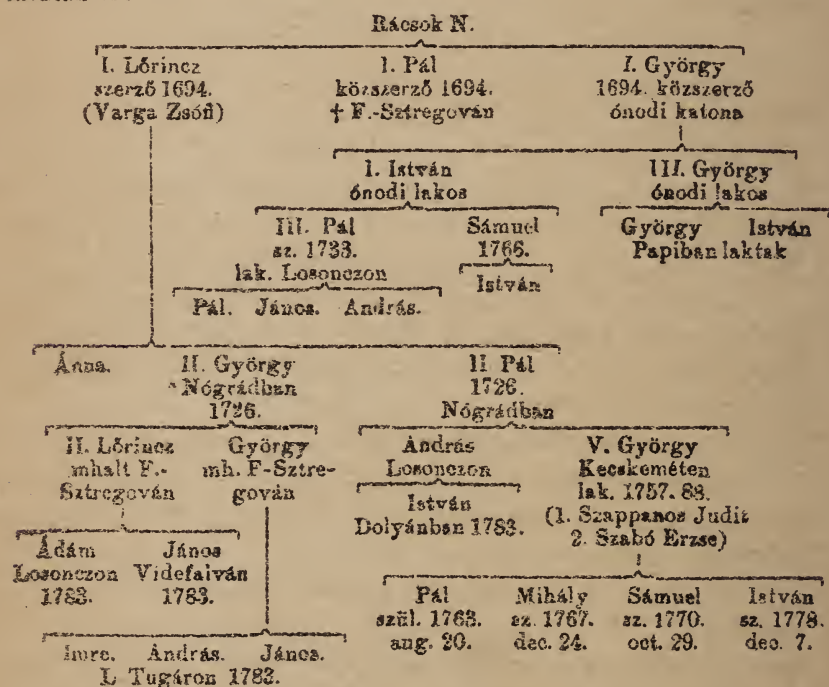 Rácsok N.
I. Lőrincz I. Pál I. György
szerző 1694. közszerző 1694. 1694. közszerző
(Varga Zsófi) † F.-Sztregován ónodi katona
I. István III. György
ónodi lakos ónodi lakos
III. Pál Sámuel György István
sz. 1733. 1766. Papiban laktak
lak. Losonczon
István
Pál. János. András.
Anna. II. György II Pál
Nógrádban 1726.
1726. Nógrádban
II. Lőrincz György András V. György
mhalt F.- mh. F-Sztre- Losonczon Kecskeméten
Sztregován gován lak. 1757. 88.
István
Dolyánban 1783. (1. Szappanos Judit
2. Szabó Erzse)
Ádám János
Losonczon Videfalván
1783. 1783.
Pál Mihály Sámuel István
szül. 1763. sz. 1767. sz. 1770. sz. 1778.
aug. 20. dec. 24. oct. 29. dec. 7.
Imre. András. János.
L Tugáron 1783.